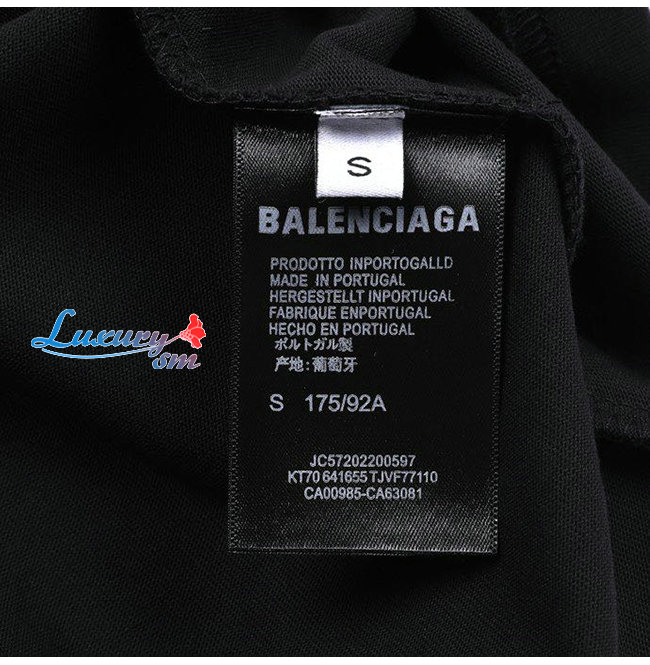 S
BALENCIAGA
PRODOTTO INPORTOGALLD
MADE IN PORTUGAL
HERGESTELLT INPORTUGAL
FABRIQUE ENPORTUGAL
HECHO EN PORTUGAL
ポルトガル製
产地:葡萄牙
S 175/92A
JC57202200597
KT70 641655 TJVF77110
CA00985-CA63081
Luxury
sm